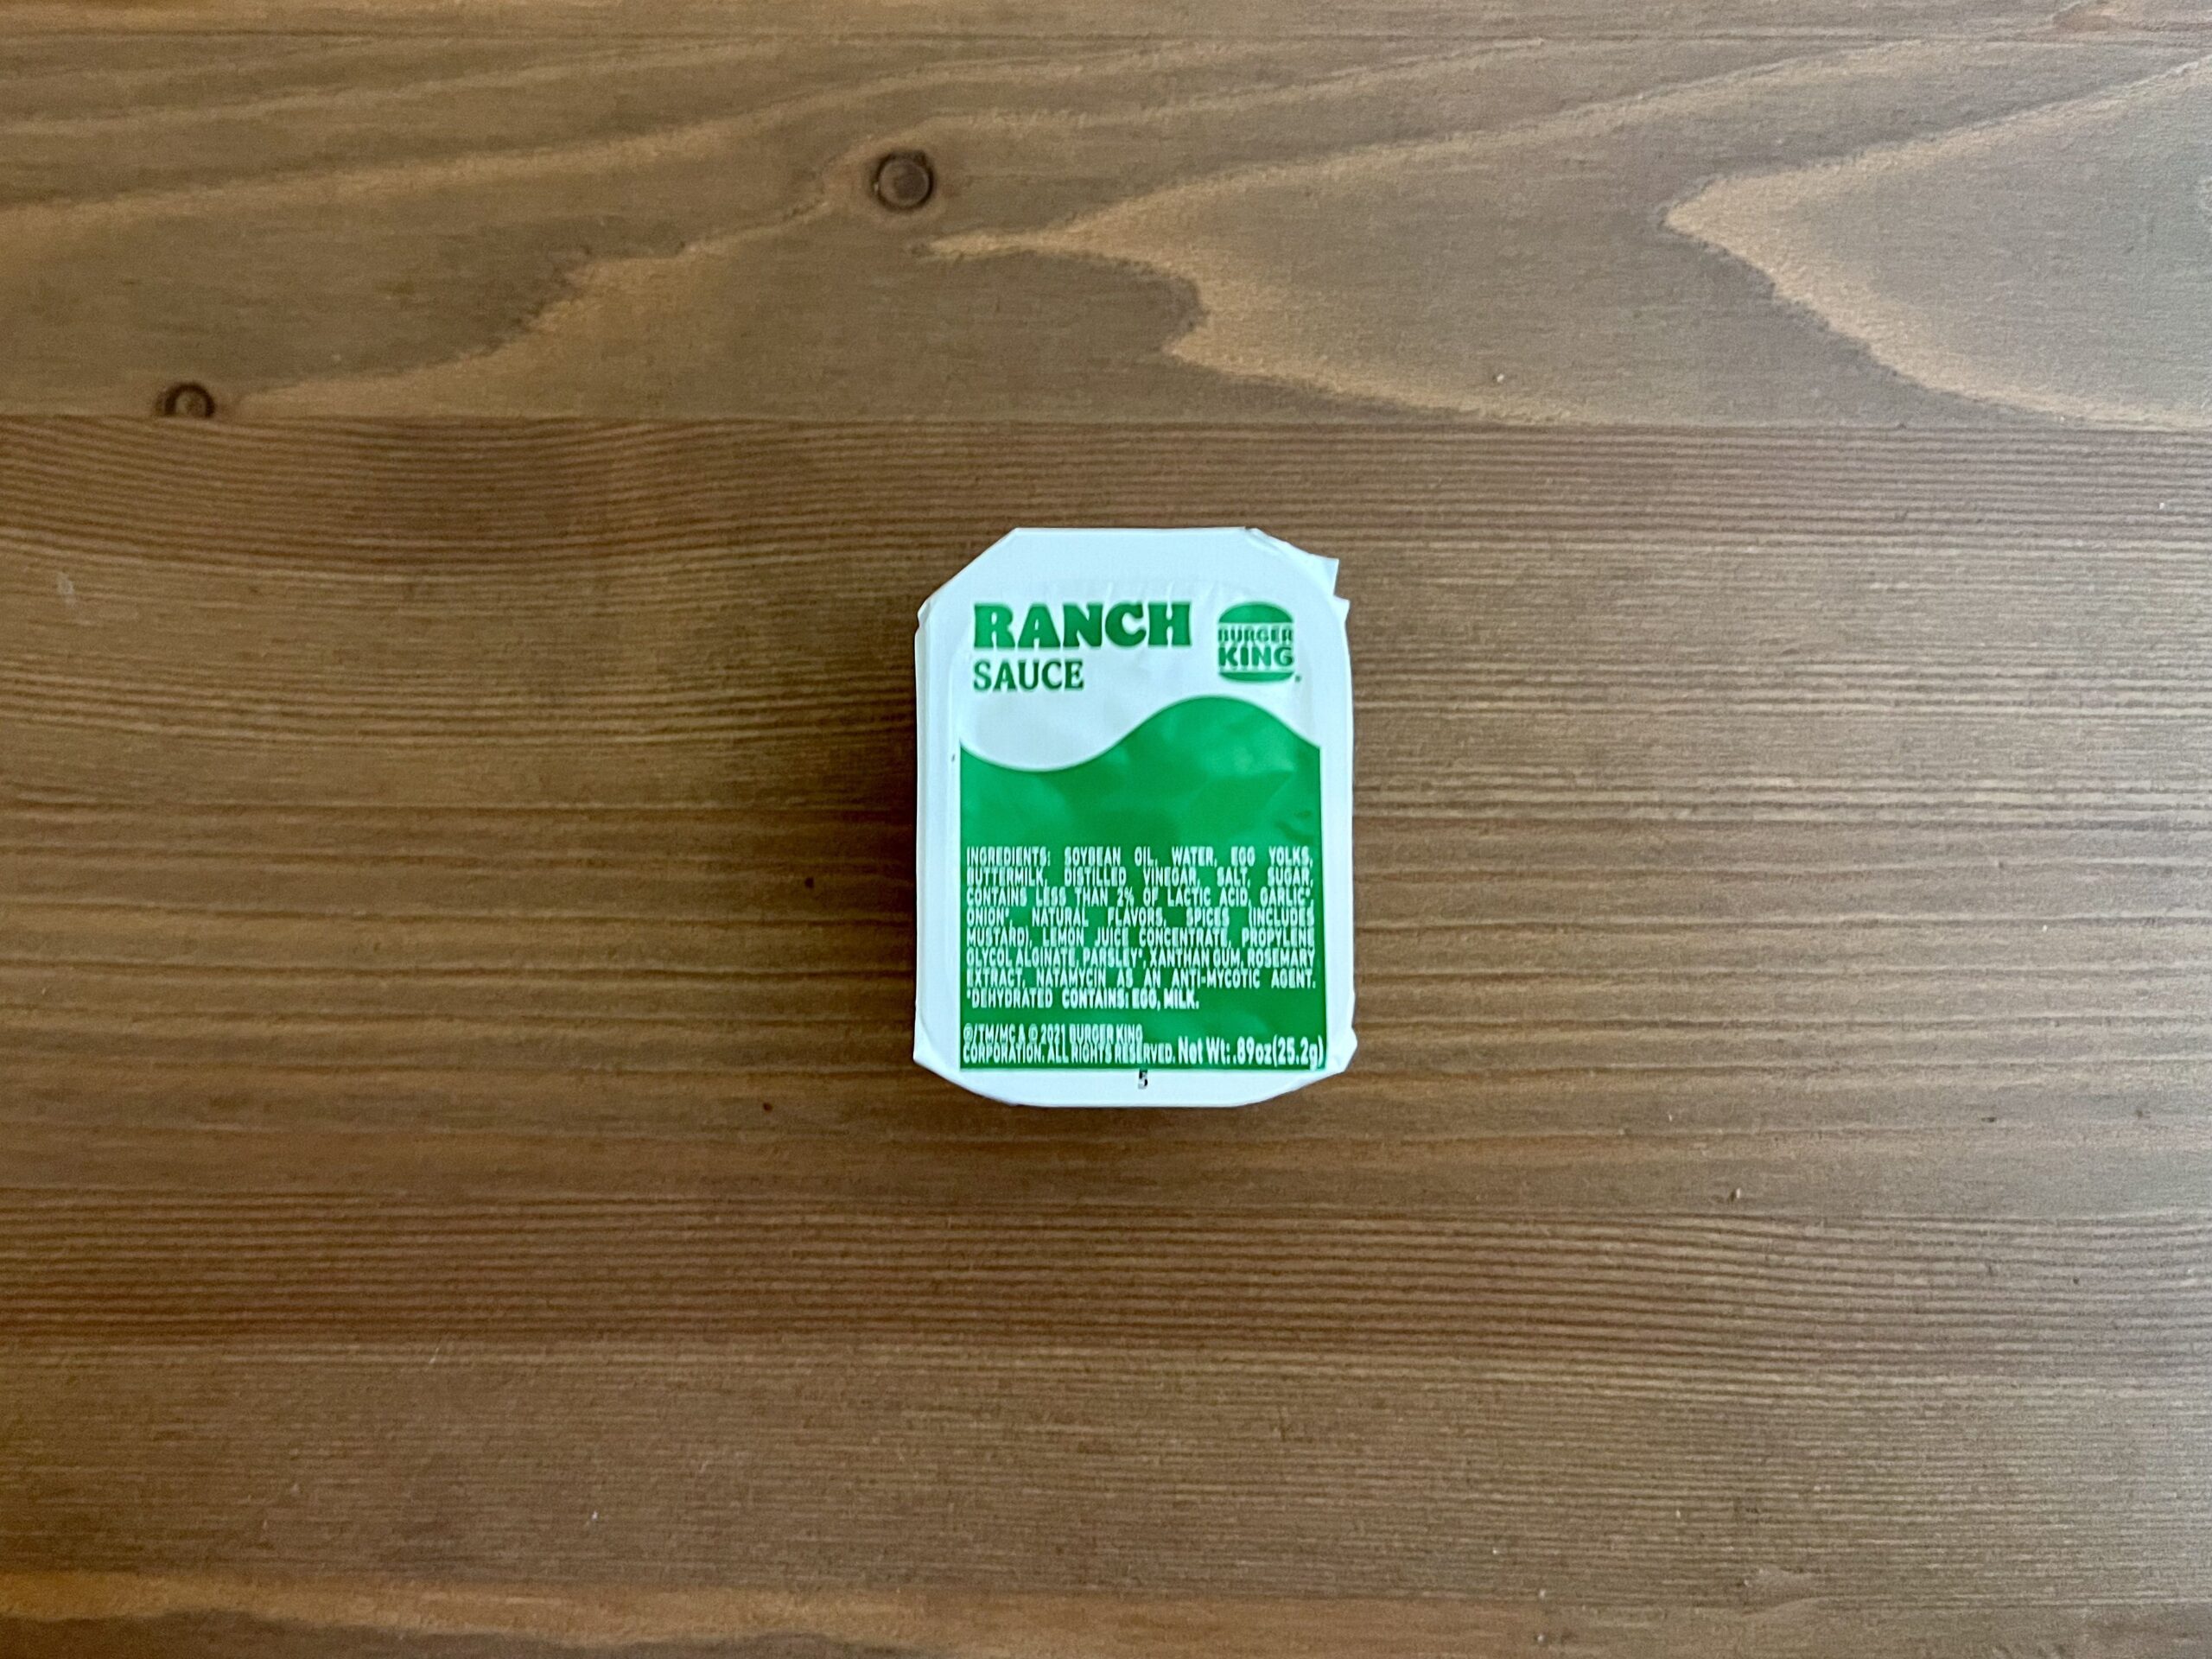 RANCH
SAUCE
BURGER
KING
INGREDIENTS: SOYBEAN OIL, WATER, EGG YOLKS,
BUTTERMILK, DISTILLED VINEGAR, SALT, SUGAR,
CONTAINS LESS THAN 2% OF LACTIC ACID, GARLIC*,
ONION*, NATURAL FLAVORS, SPICES (INCLUDES
MUSTARD), LEMON JUICE CONCENTRATE, PROPYLENE
GLYCOL ALGINATE, PARSLEY*, XANTHAN GUM, ROSEMARY
EXTRACT, NATAMYCIN AS AN ANTI-MYCOTIC AGENT.
*DEHYDRATED CONTAINS: EGG, MILK.
®/TM/MC & © 2021 BURGER KING
CORPORATION. ALL RIGHTS RESERVED. Net Wt: .89oz(25.2g)
5